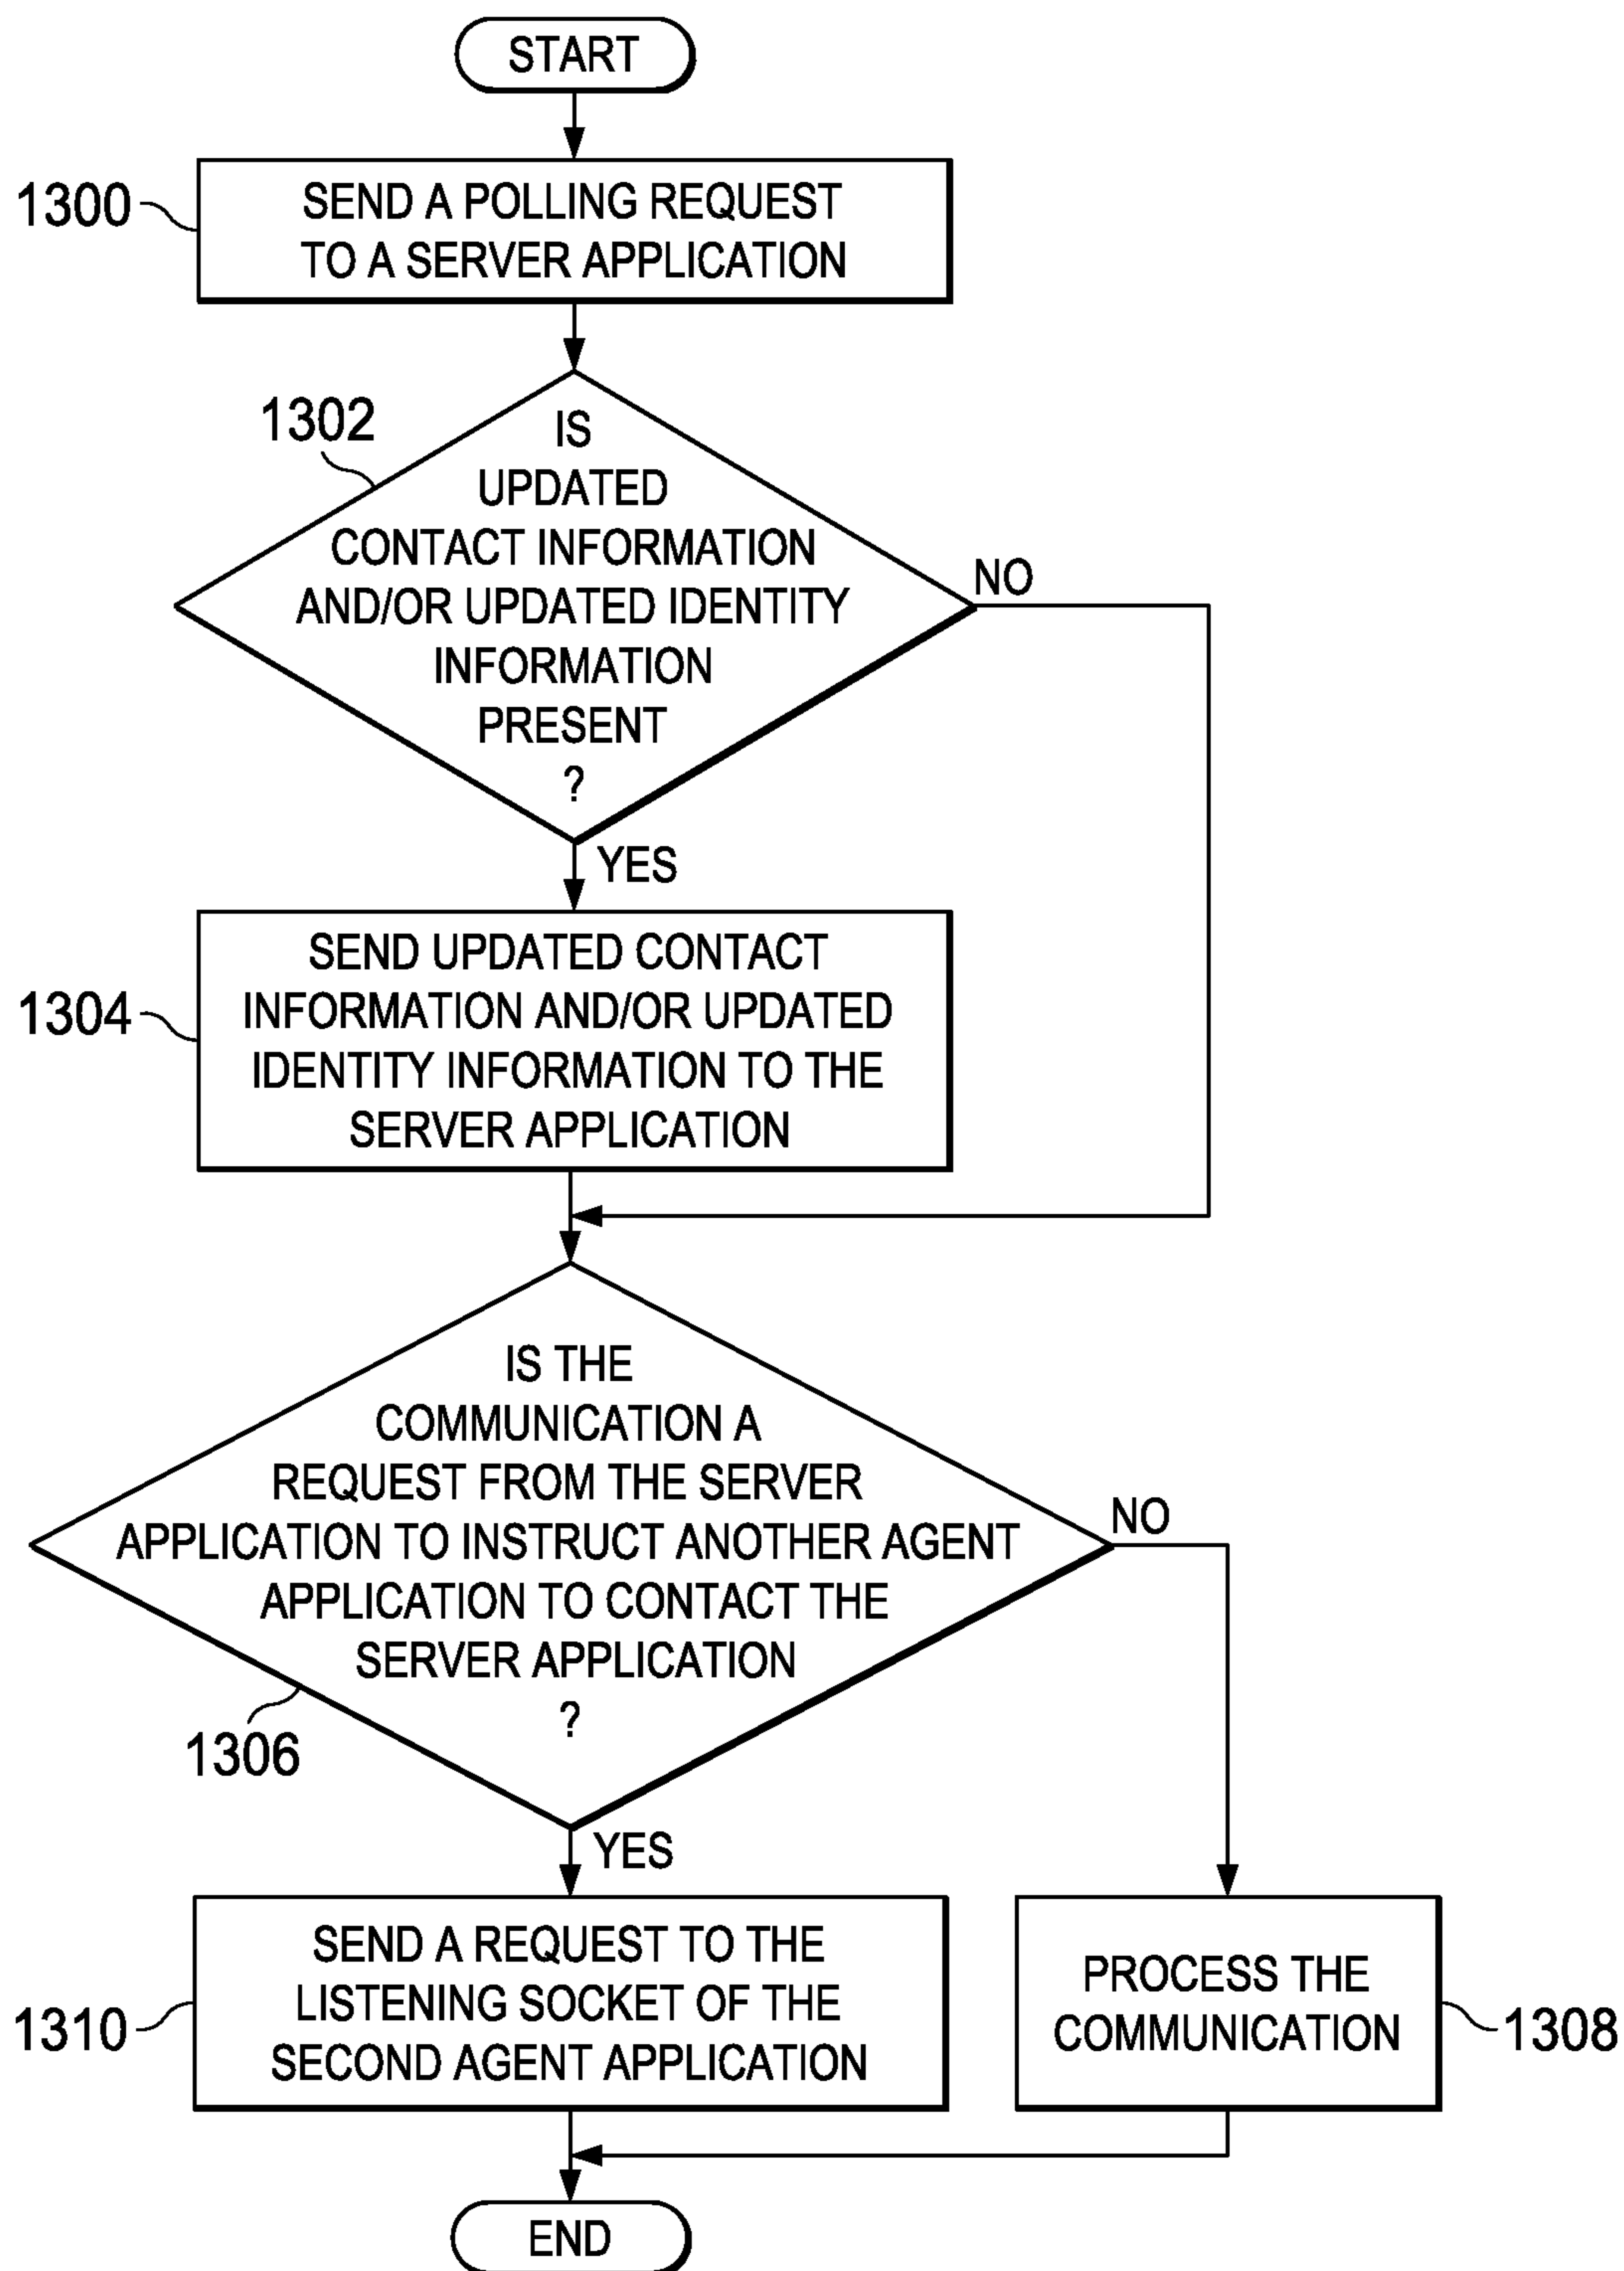 START
1300
SEND A POLLING REQUEST
TO A SERVER APPLICATION
1302
IS
UPDATED
CONTACT INFORMATION
AND/OR UPDATED IDENTITY
INFORMATION
PRESENT
?
NO
YES
1304
SEND UPDATED CONTACT
INFORMATION AND/OR UPDATED
IDENTITY INFORMATION TO THE
SERVER APPLICATION
IS THE
COMMUNICATION A
REQUEST FROM THE SERVER
APPLICATION TO INSTRUCT ANOTHER AGENT
APPLICATION TO CONTACT THE
SERVER APPLICATION
?
NO
1306
YES
1310
SEND A REQUEST TO THE
LISTENING SOCKET OF THE
SECOND AGENT APPLICATION
PROCESS THE
COMMUNICATION
1308
END